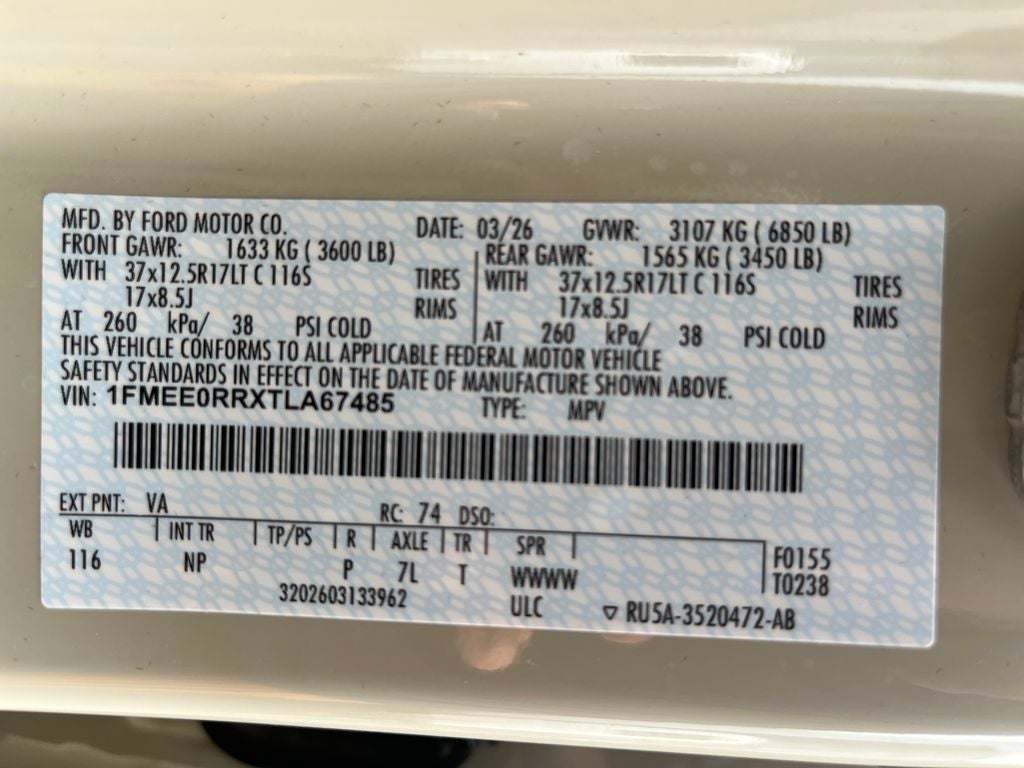 MFD. BY FORD MOTOR CO. DATE: 03/26 GVWR: 3107 KG ( 6850 LB)
FRONT GAWR: 1633 KG ( 3600 LB) REAR GAWR: 1565 KG ( 3450 LB)
WITH 37x12.5R17LT C 116S TIRES WITH 37x12.5R17LT C 116S TIRES
17x8.5J RIMS 17x8.5J RIMS
AT 260 kPa/ 38 PSI COLD AT 260 kPa/ 38 PSI COLD
THIS VEHICLE CONFORMS TO ALL APPLICABLE FEDERAL MOTOR VEHICLE
SAFETY STANDARDS IN EFFECT ON THE DATE OF MANUFACTURE SHOWN ABOVE.
VIN: 1FMEE0RRXTLA67485 TYPE: MPV
EXT PNT: VA RC: 74 DSO:
WB INT TR TP/PS R AXLE TR SPR F0155
116 NP P 7L T WWWW T0238
3202603133962 ULC ▽ RU5A-3520472-AB